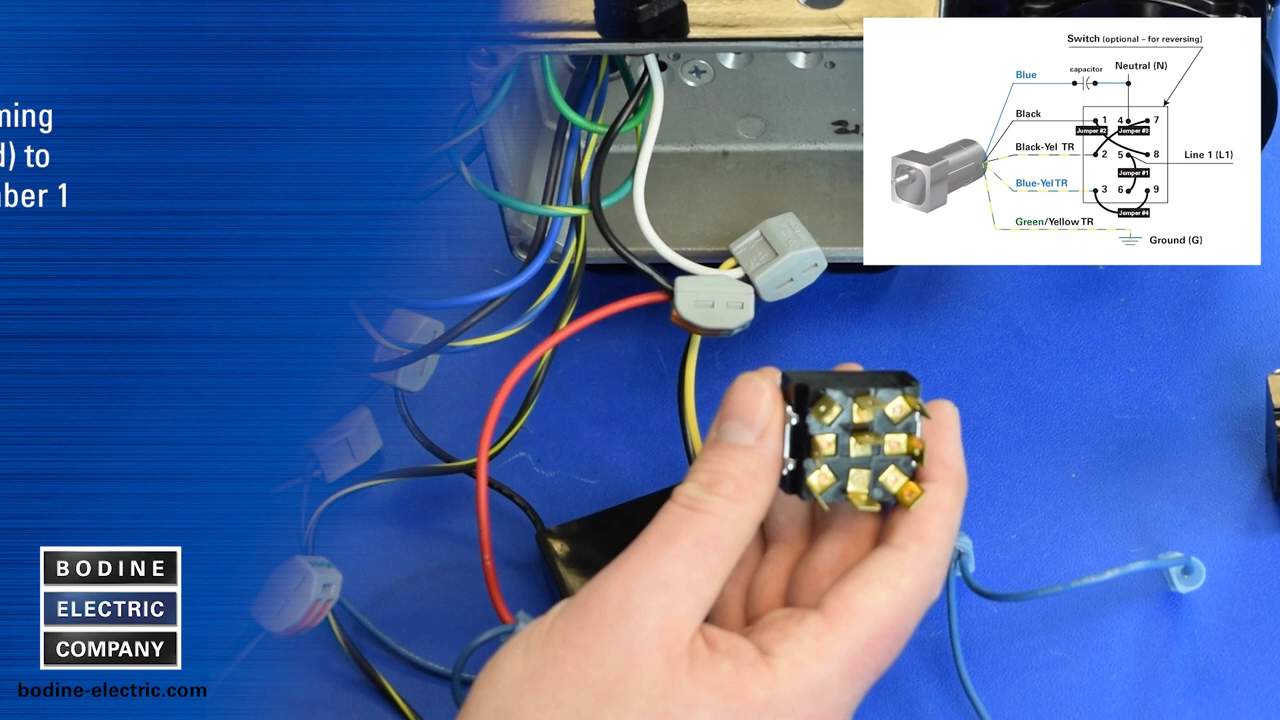 ming
d) to
nber 1
BODINE
ELECTRIC
COMPANY
bodine-electric.com
Switch (optional – for reversing)
Neutral (N)
capacitor
Blue
Black
1 4 7
Jumper #2 Jumper #3
Black-Yel TR
2 5 8
Line 1 (L1)
Jumper #1
Blue-Yel TR
3 6 9
Jumper #4
Green/Yellow TR
Ground (G)